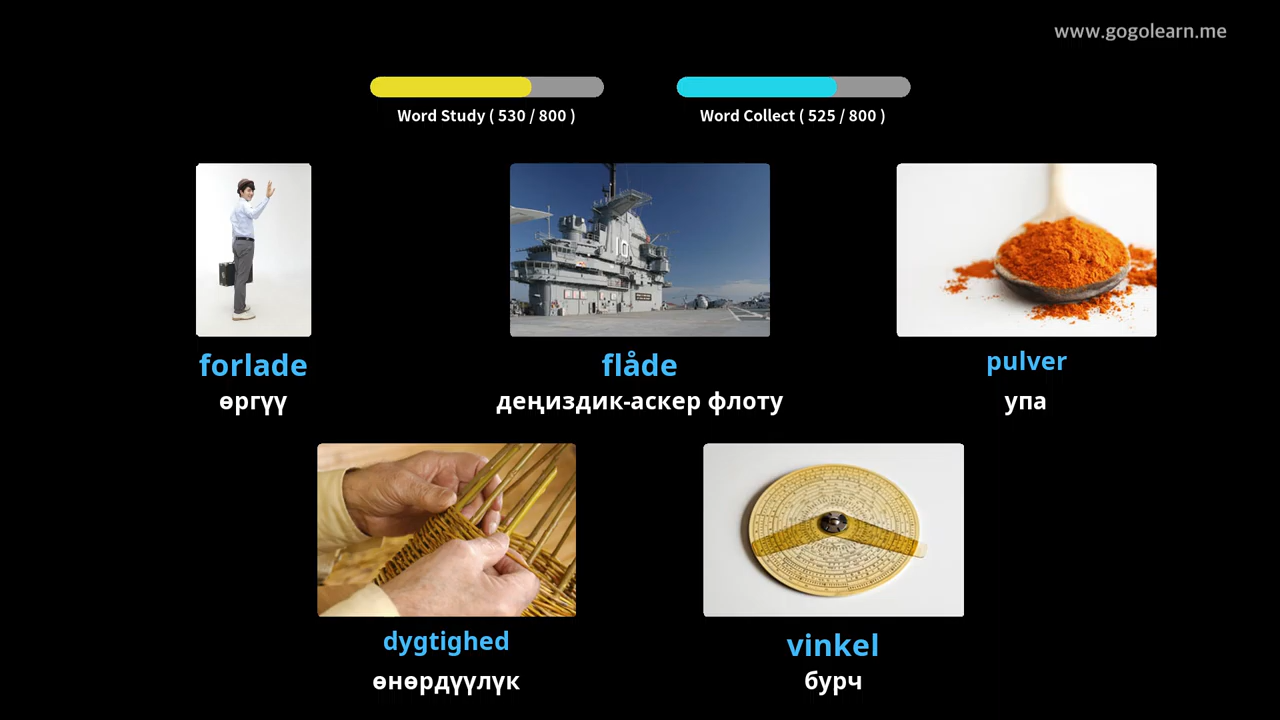 www.gogolearn.me
Word Study ( 530 / 800 )
Word Collect ( 525 / 800 )
forlade
өргүү
flåde
деңиздик-аскер флоту
pulver
упа
dygtighed
өнөрдүүлүк
vinkel
бурч